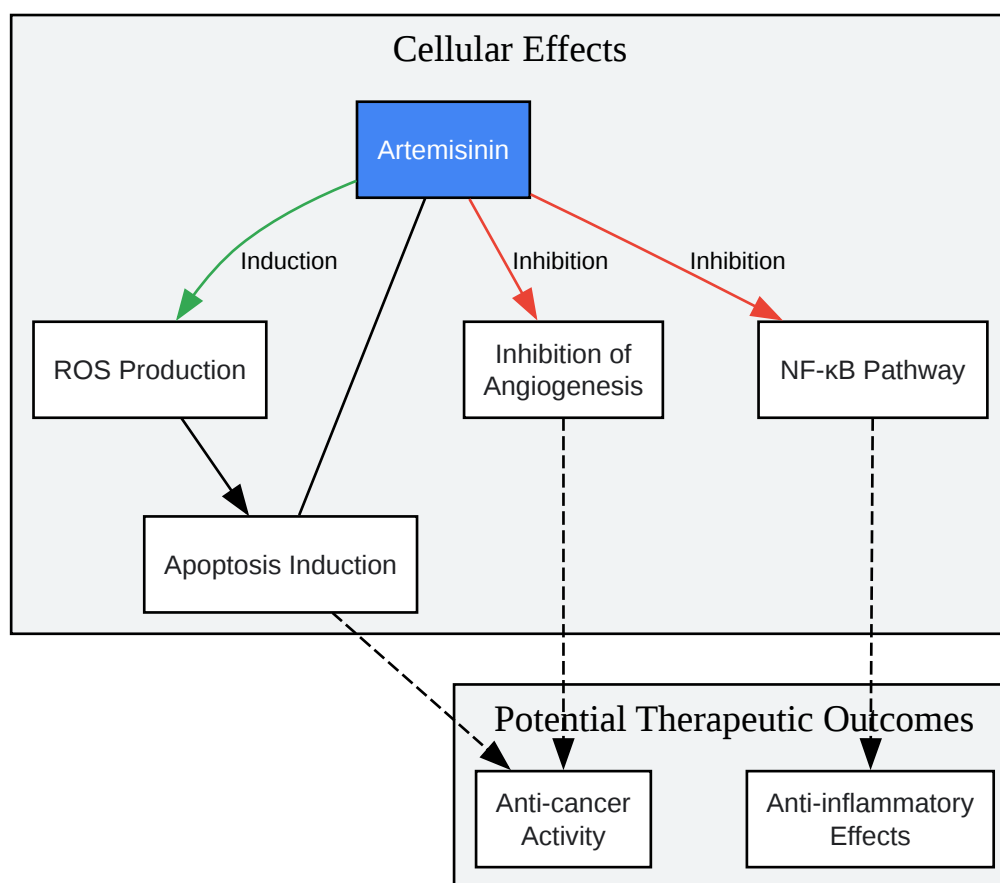 Cellular Effects
Artemisinin
Induction
Inhibition
Inhibition
ROS Production
Inhibition of
Angiogenesis
NF-κB Pathway
Apoptosis Induction
Potential Therapeutic Outcomes
Anti-cancer
Activity
Anti-inflammatory
Effects